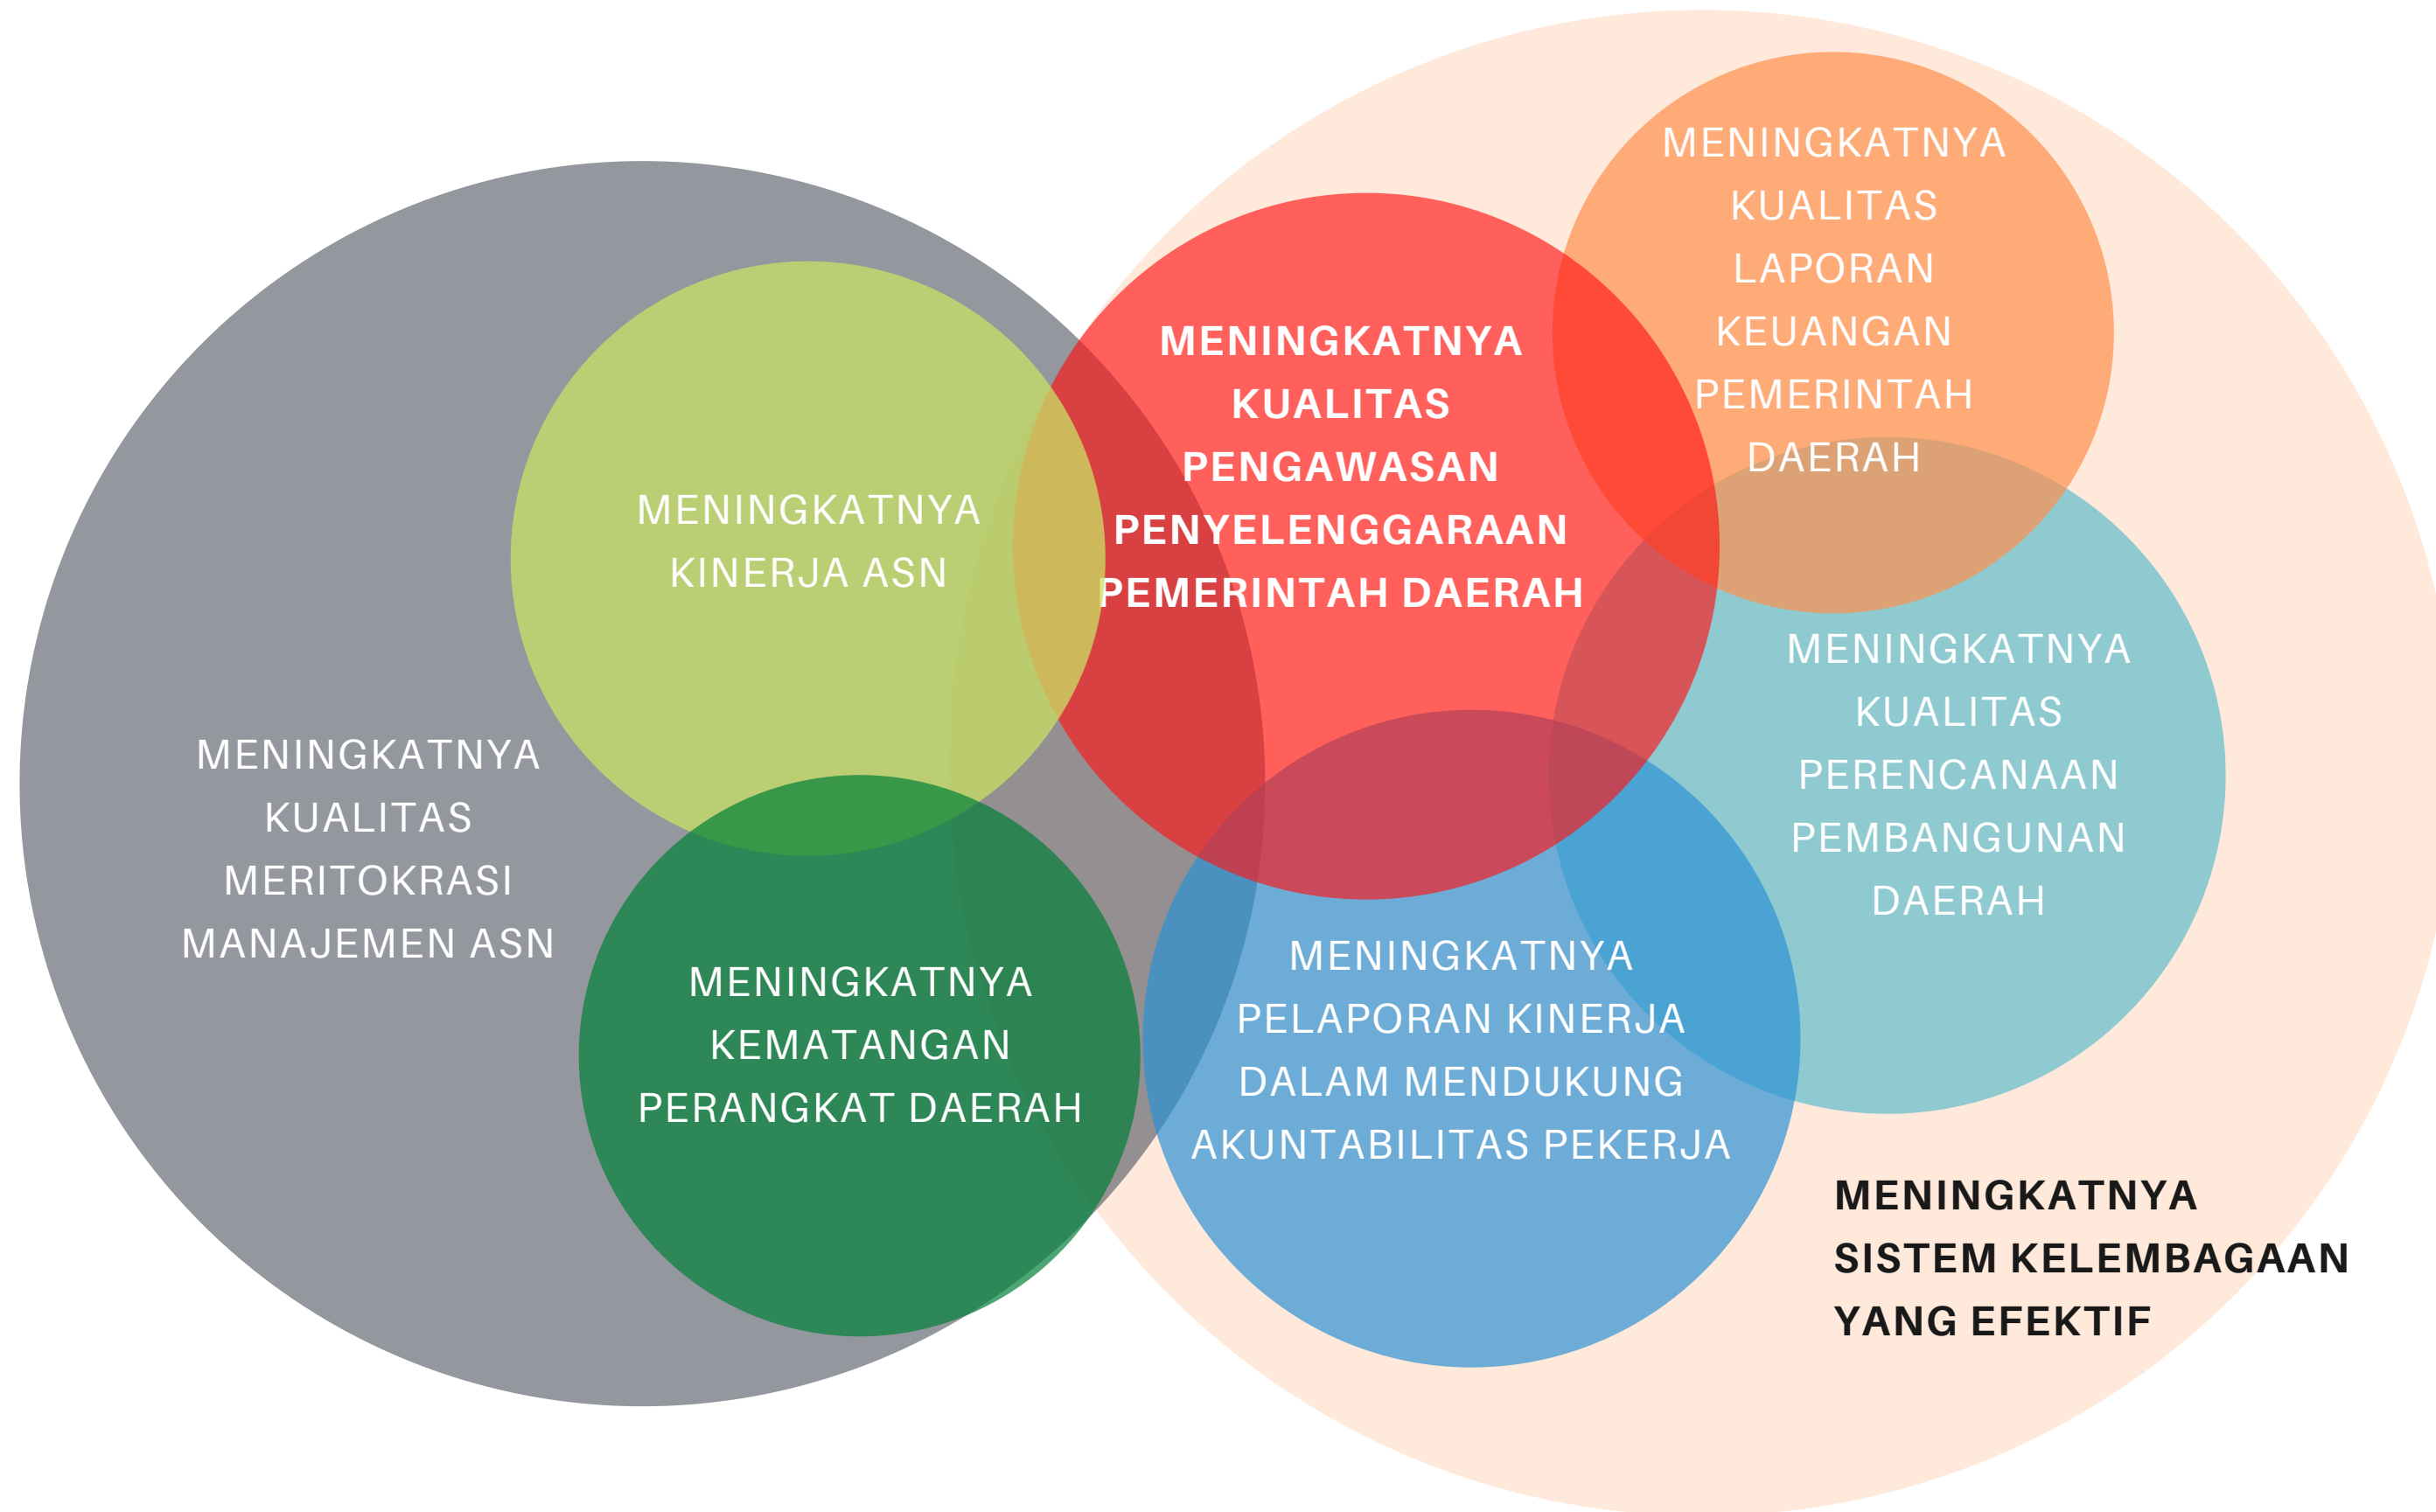 MENINGKATNYA
KUALITAS
MERITOKRASI
MANAJEMEN ASN
MENINGKATNYA
KINERJA ASN
MENINGKATNYA
KEMATANGAN
PERANGKAT DAERAH
MENINGKATNYA
KUALITAS
PENGAWASAN
PENYELENGGARAAN
PEMERINTAH DAERAH
MENINGKATNYA
KUALITAS
LAPORAN
KEUANGAN
PEMERINTAH
DAERAH
MENINGKATNYA
KUALITAS
PERENCANAAN
PEMBANGUNAN
DAERAH
MENINGKATNYA
PELAPORAN KINERJA
DALAM MENDUKUNG
AKUNTABILITAS PEKERJA
MENINGKATNYA
SISTEM KELEMBAGAAN
YANG EFEKTIF